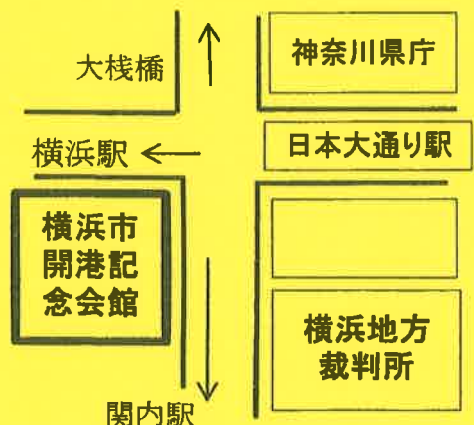 大桟橋
神奈川県庁
横浜駅
日本大通り駅
横浜市
開港記
念会館
横浜地方
裁判所
関内駅